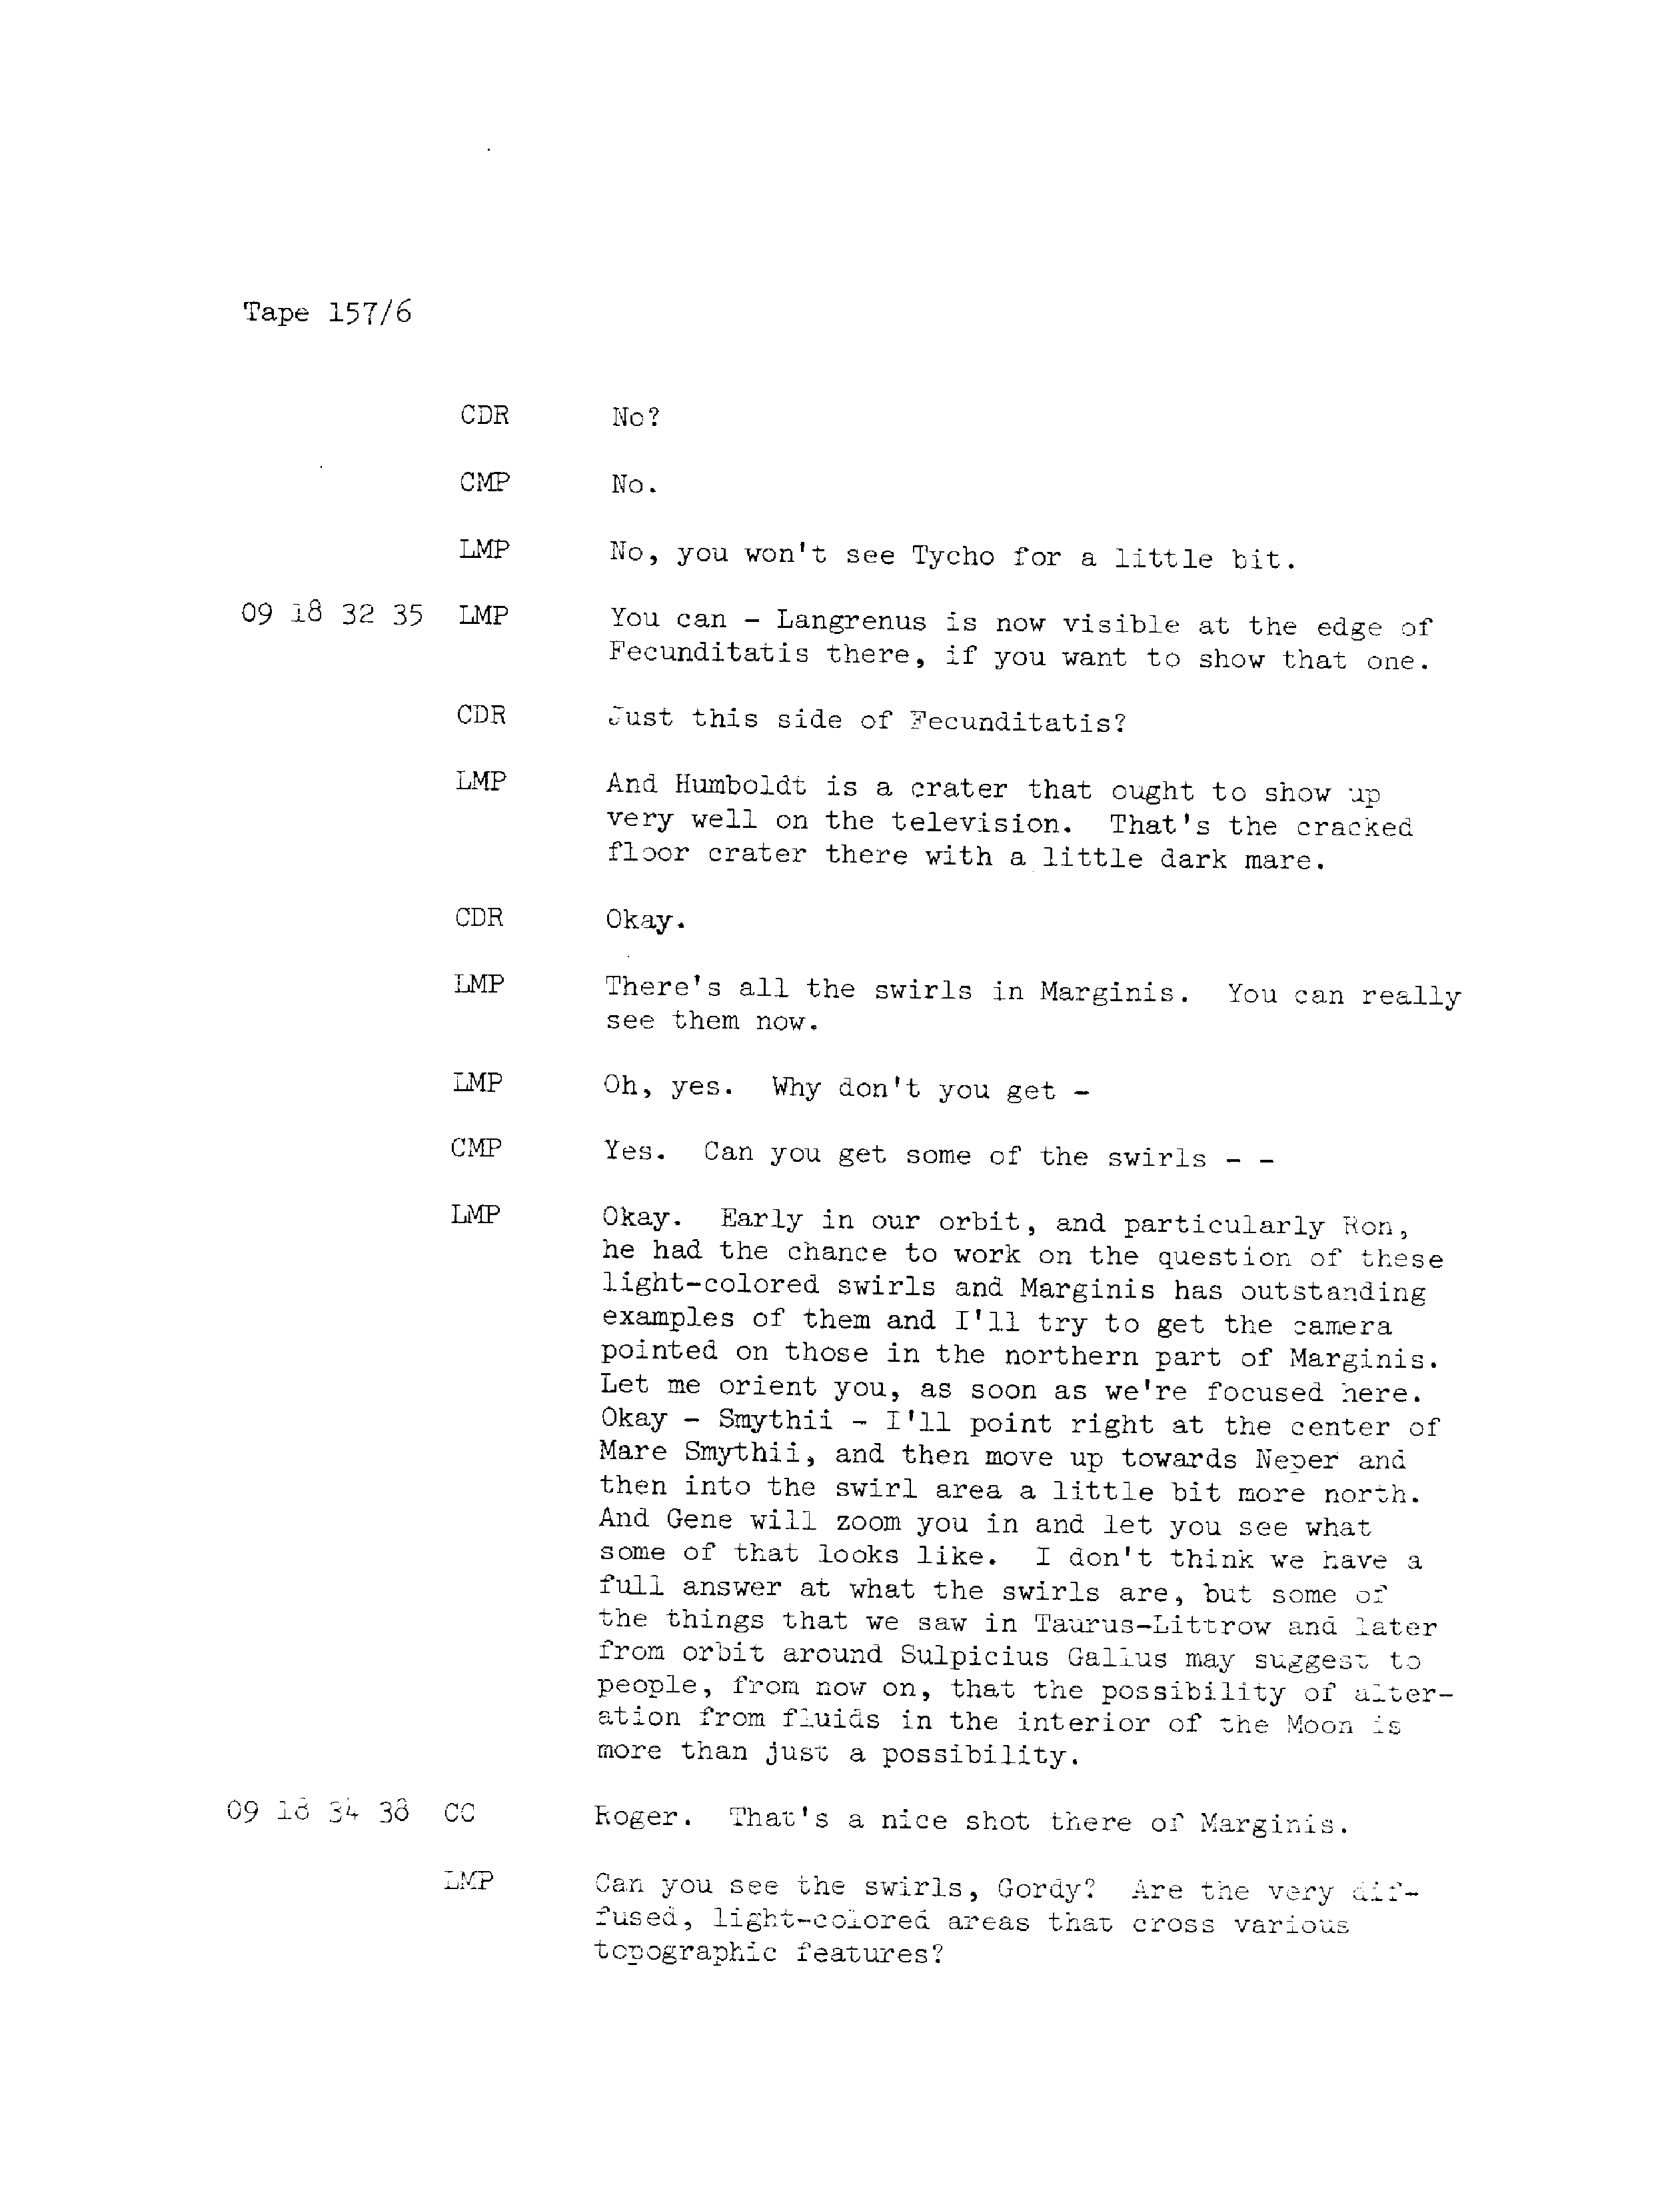 Tape 157/6
CDR No?
CMP No.
LMP No, you won't see Tycho for a little bit.
09 18 32 35 LMP You can - Langrenus is now visible at the edge of
Fecunditatis there, if you want to show that one.
CDR Just this side of Fecunditatis?
LMP And Humboldt is a crater that ought to show up
very well on the television. That's the cracked
floor crater there with a little dark mare.
CDR Okay.
LMP There's all the swirls in Marginis. You can really
see them now.
LMP Oh, yes. Why don't you get -
CMP Yes. Can you get some of the swirls - -
LMP Okay. Early in our orbit, and particularly Ron,
he had the chance to work on the question of these
light-colored swirls and Marginis has outstanding
examples of them and I'll try to get the camera
pointed on those in the northern part of Marginis.
Let me orient you, as soon as we're focused here.
Okay - Smythii - I'll point right at the center of
Mare Smythii, and then move up towards Neper and
then into the swirl area a little bit more north.
And Gene will zoom you in and let you see what
some of that looks like. I don't think we have a
full answer at what the swirls are, but some of
the things that we saw in Taurus-Littrow and later
from orbit around Sulpicius Gallus may suggest to
people, from now on, that the possibility of alter-
ation from fluids in the interior of the Moon is
more than just a possibility.
09 18 34 38 CC Roger. That's a nice shot there of Marginis.
LMP Can you see the swirls, Gordy? Are the very dif-
fused, light-colored areas that cross various
topographic features?